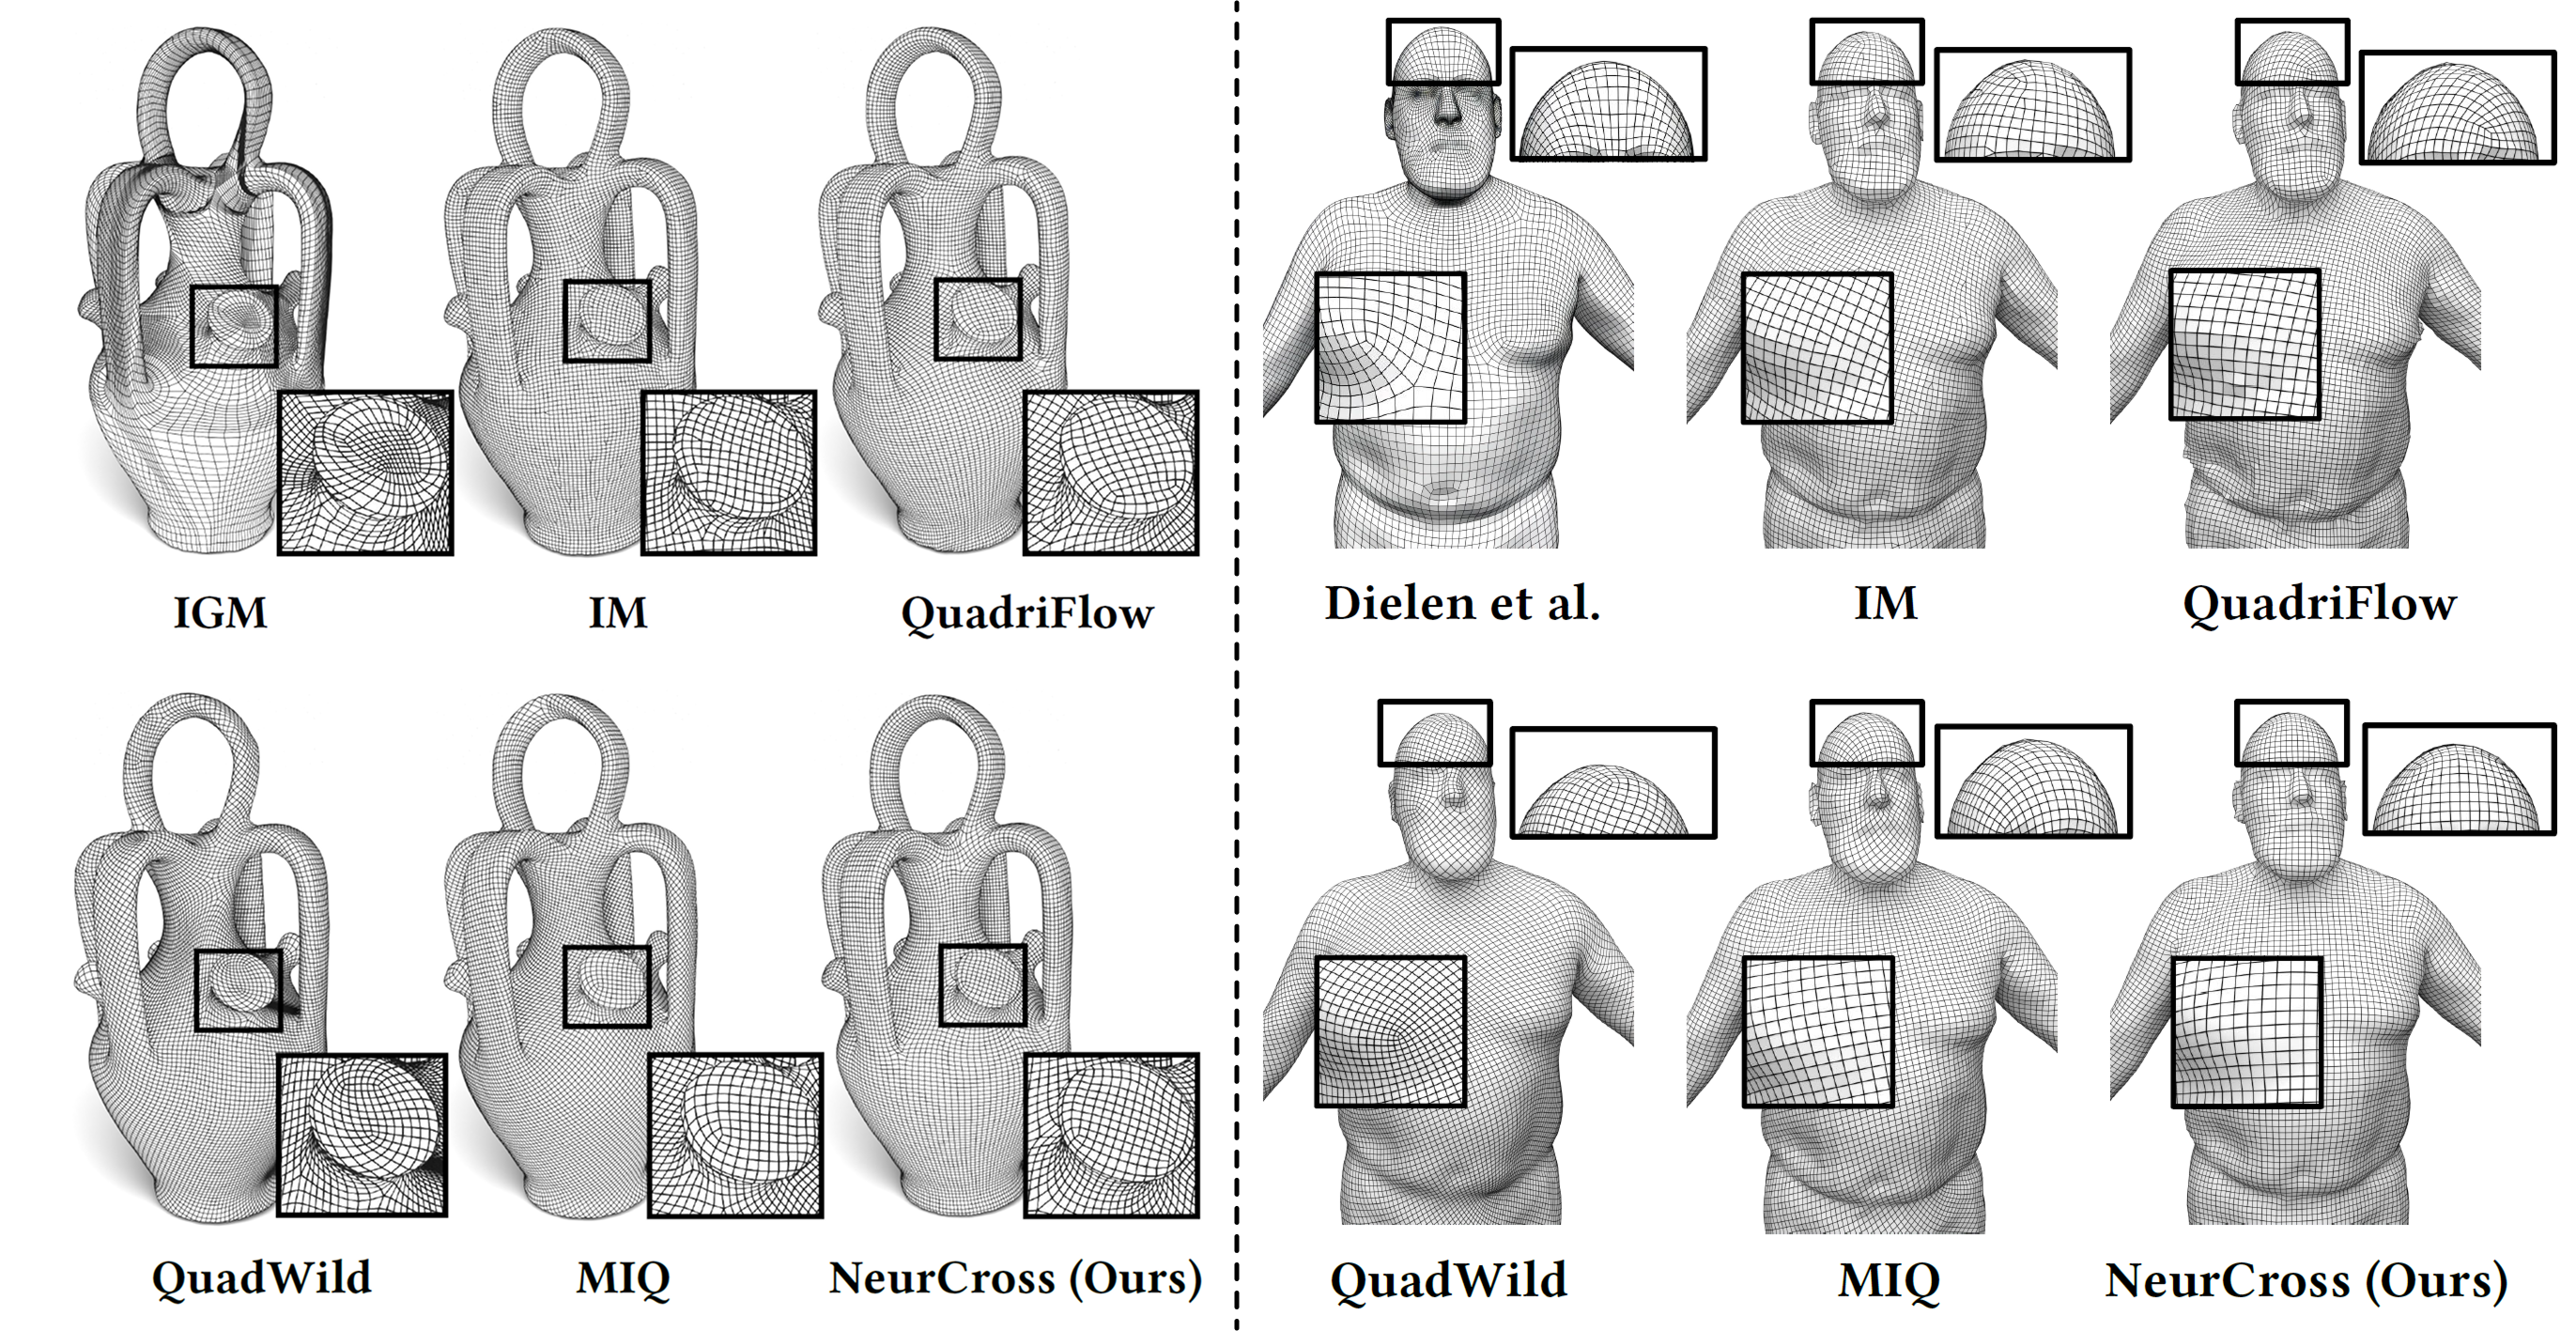 IGM
IM
QuadriFlow
QuadWild
MIQ
NeurCross (Ours)
Dielen et al.
IM
QuadriFlow
QuadWild
MIQ
NeurCross (Ours)